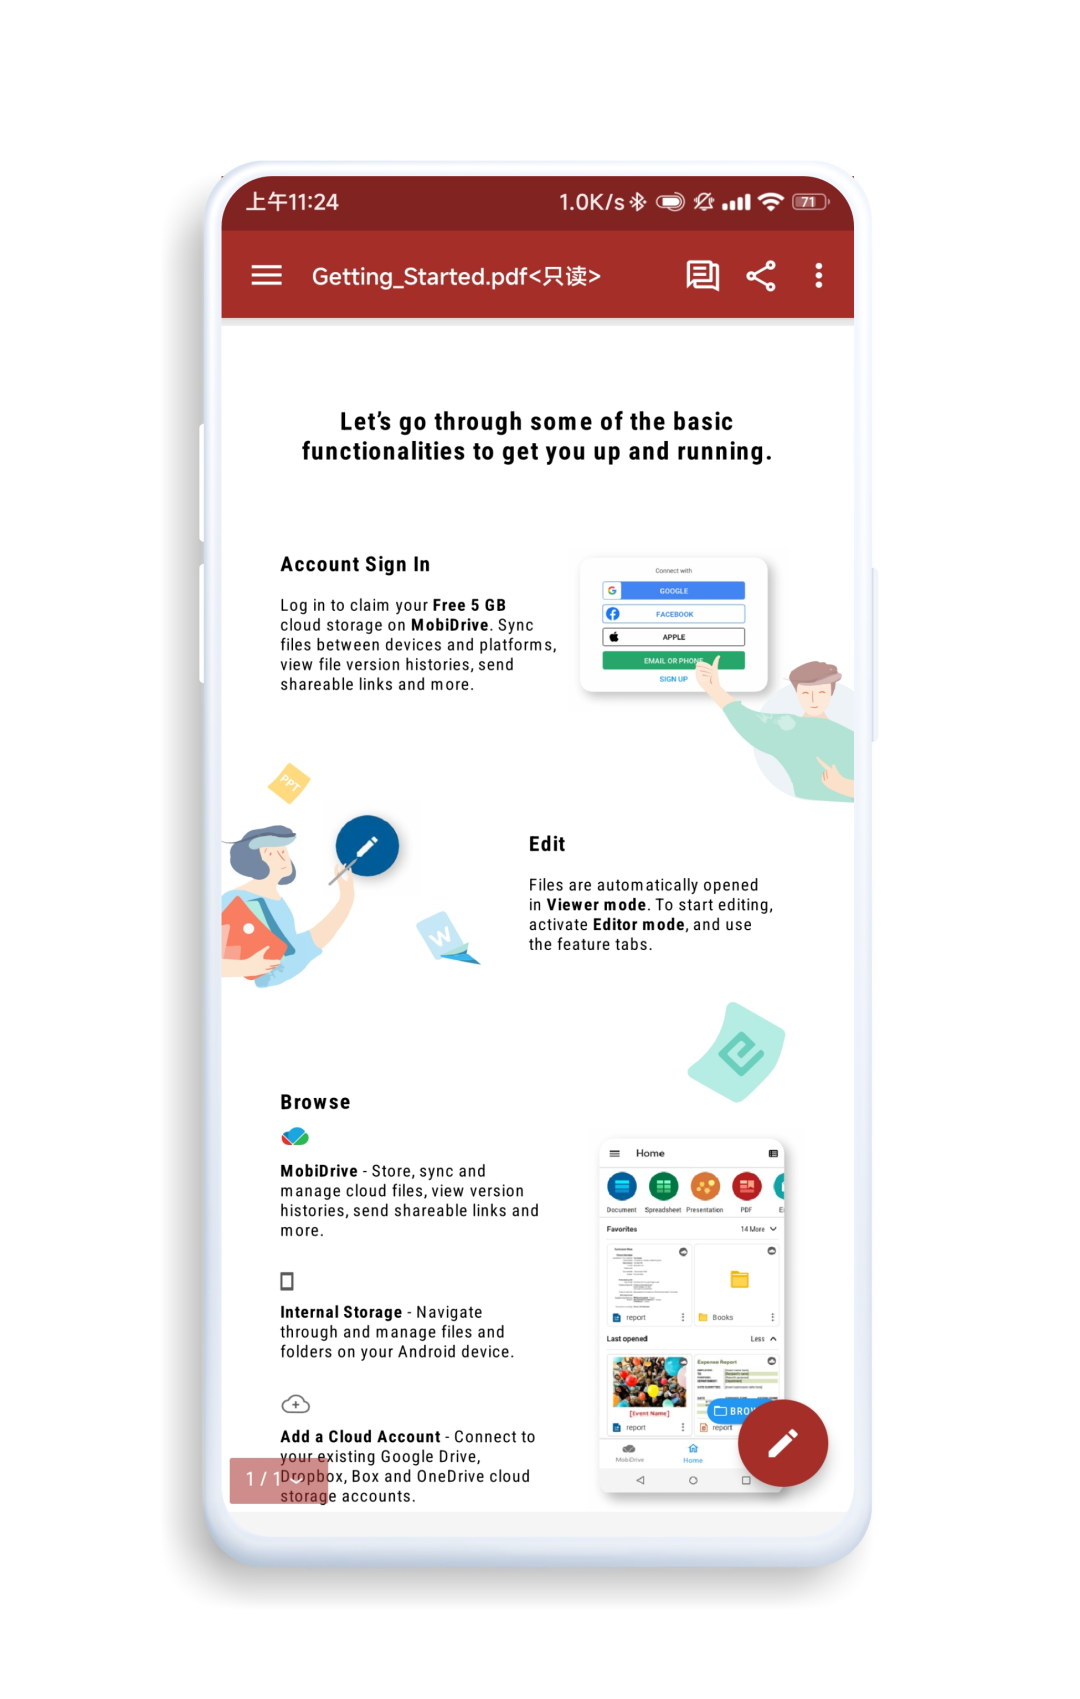 上午11:24
1.0K/s
71
Getting_Started.pdf<只读>
Let's go through some of the basic
functionalities to get you up and running.
Account Sign In
Log in to claim your Free 5 GB
cloud storage on MobiDrive. Sync
files between devices and platforms,
view file version histories, send
shareable links and more.
Connect with
GOOGLE
FACEBOOK
APPLE
EMAIL OR PHONE
SIGN UP
PPT
W
Edit
Files are automatically opened
in Viewer mode. To start editing,
activate Editor mode, and use
the feature tabs.
Browse
MobiDrive - Store, sync and
manage cloud files, view version
histories, send shareable links and
more.
Internal Storage - Navigate
through and manage files and
folders on your Android device.
Add a Cloud Account - Connect to
your existing Google Drive,
Dropbox, Box and OneDrive cloud
storage accounts.
1 / 1
Home
Document Spreadsheet Presentation PDF
Favorites 14 More
report Books
Last opened Less
Expense Report
[Event Name]
BROW
report report
MobiDrive Home